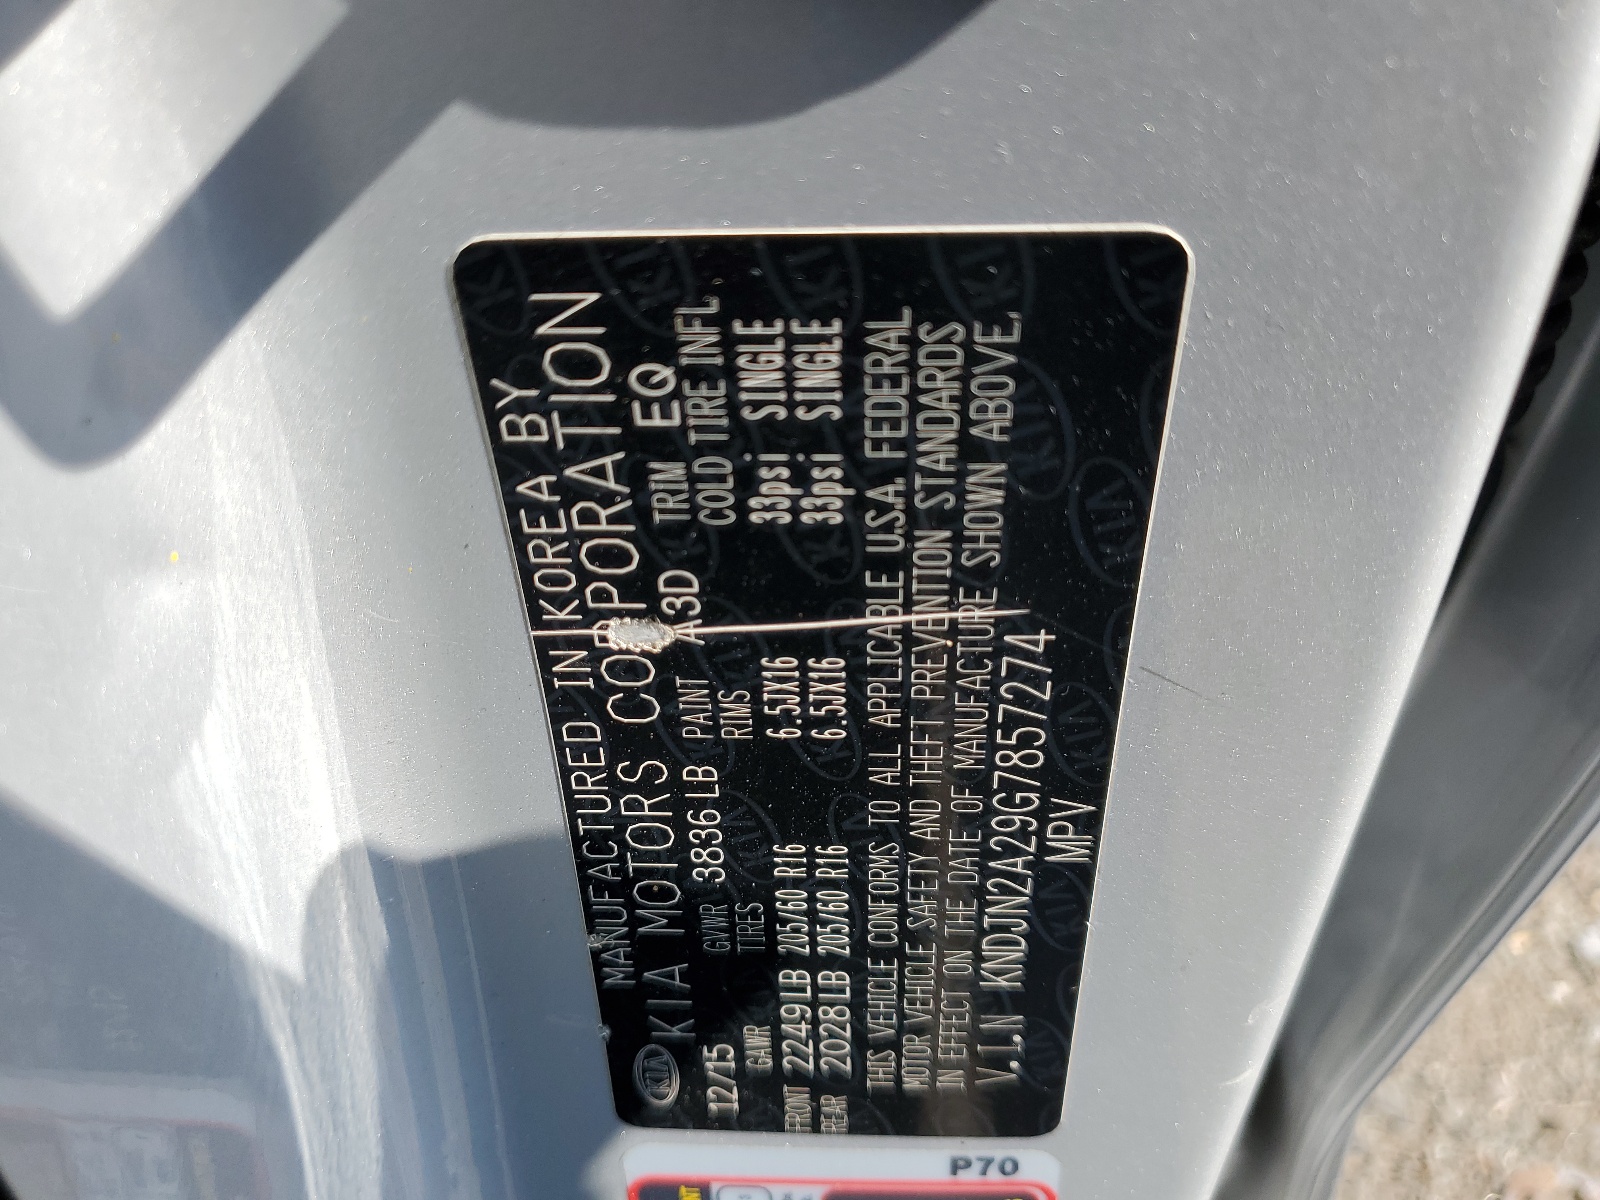 MANUFACTURED IN KOREA BY
KIA KIA MOTORS CORPORATION
12/15 GVWR 3836 LB PAINT A3D TRIM EQ
GAWR TIRES RIMS COLD TIRE INFL.
FRONT 2249LB 205/60 R16 6.5JX16 33psi SINGLE
REAR 2028LB 205/60 R16 6.5JX16 33psi SINGLE
THIS VEHICLE CONFORMS TO ALL APPLICABLE U.S.A. FEDERAL
MOTOR VEHICLE SAFETY AND THEFT PREVENTION STANDARDS
IN EFFECT ON THE DATE OF MANUFACTURE SHOWN ABOVE.
V.I.N KNDJN2A29G7857274
MPV
P70